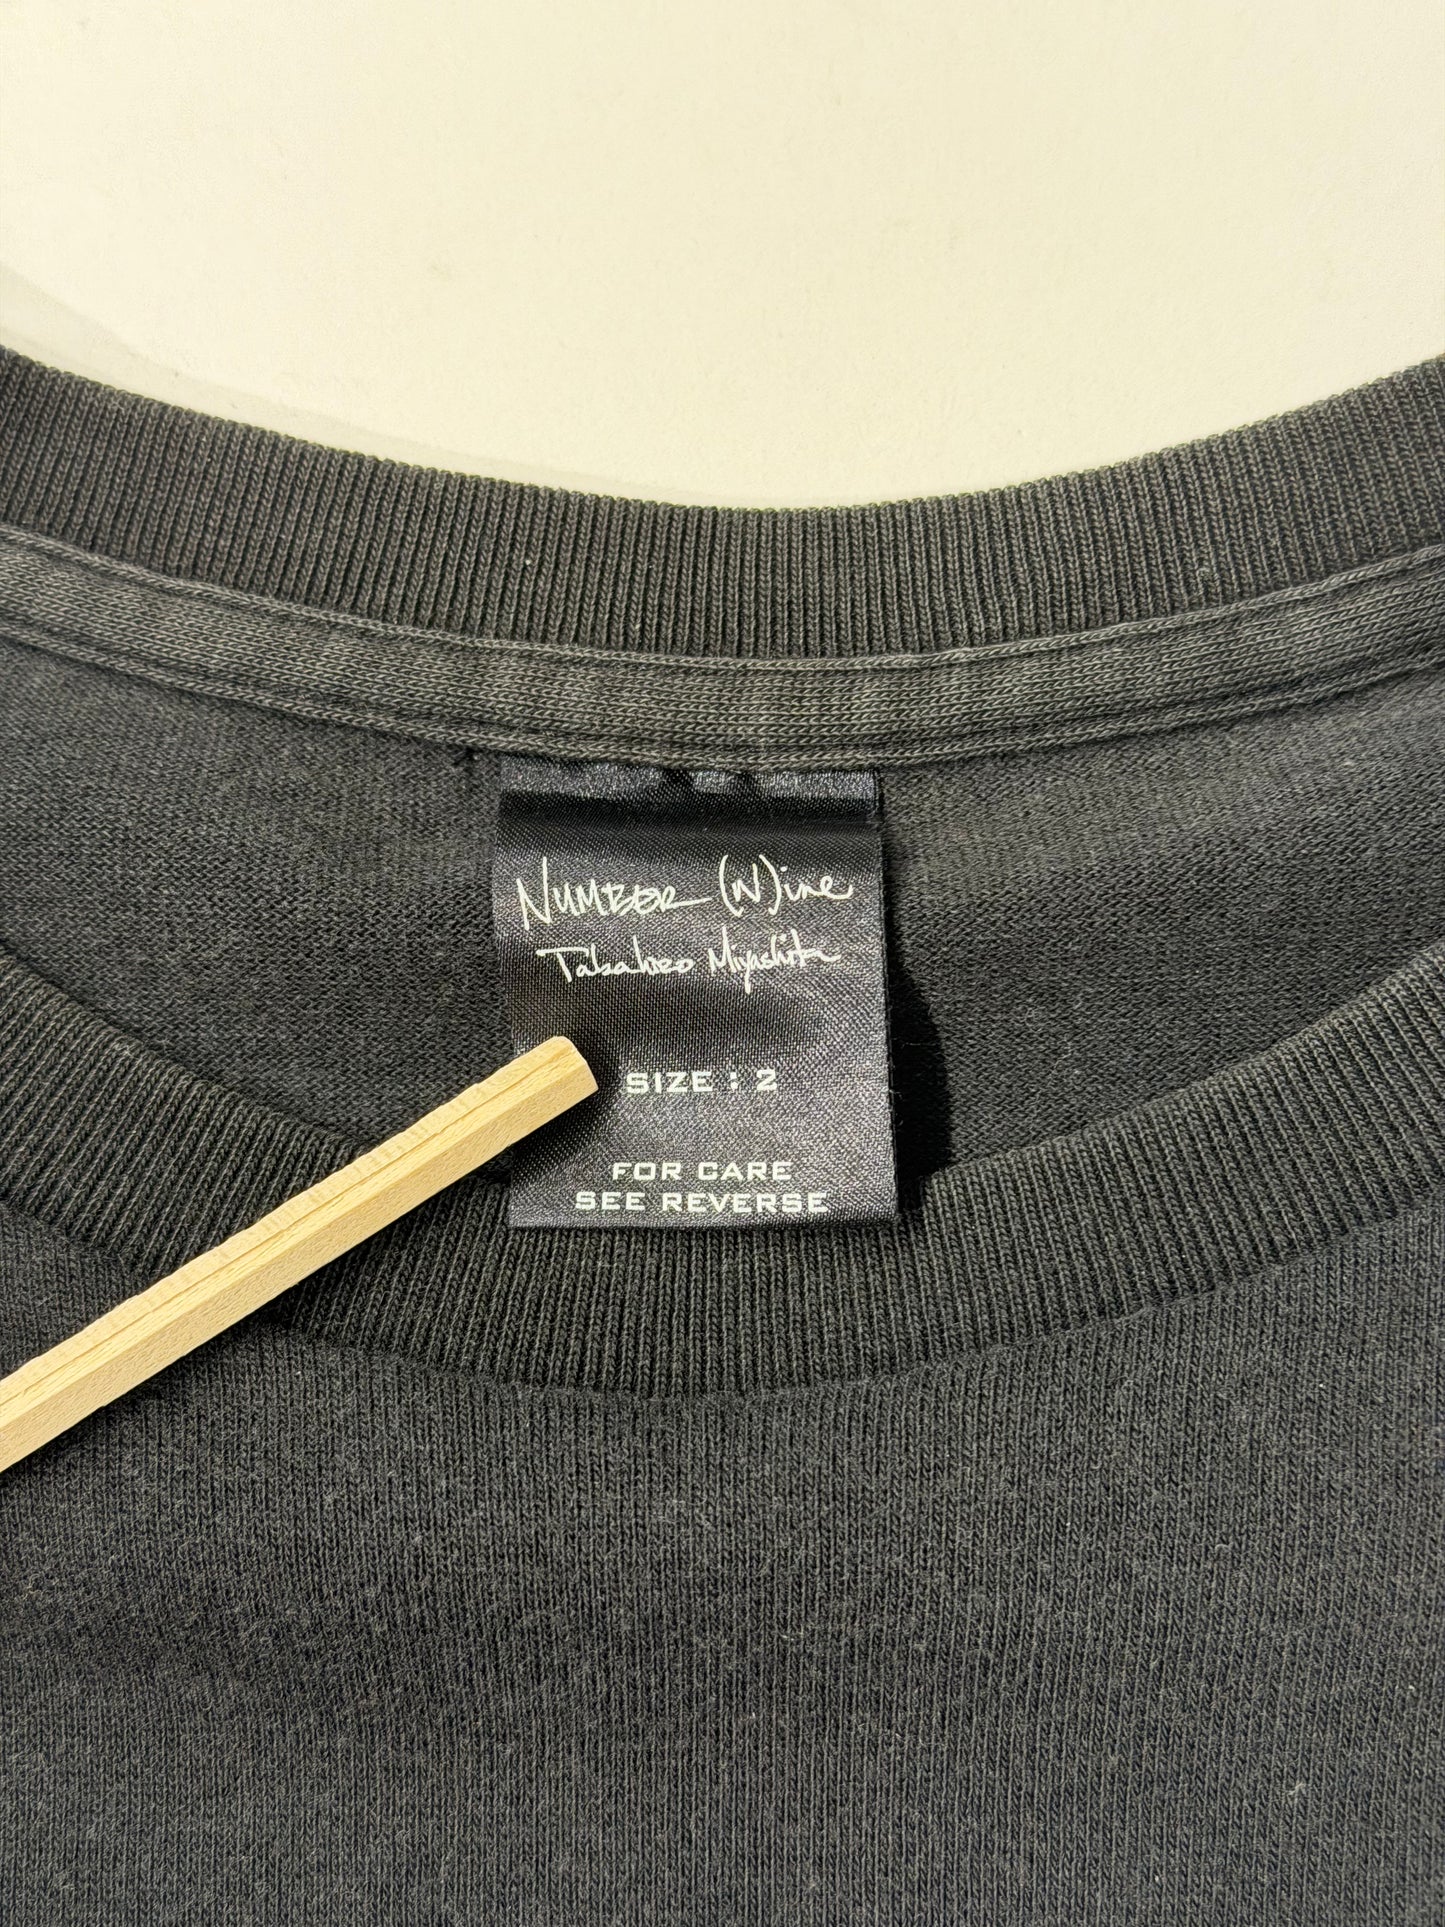 NUMBER (N)ine
Takahiro Miyashita
SIZE : 2
FOR CARE
SEE REVERSE